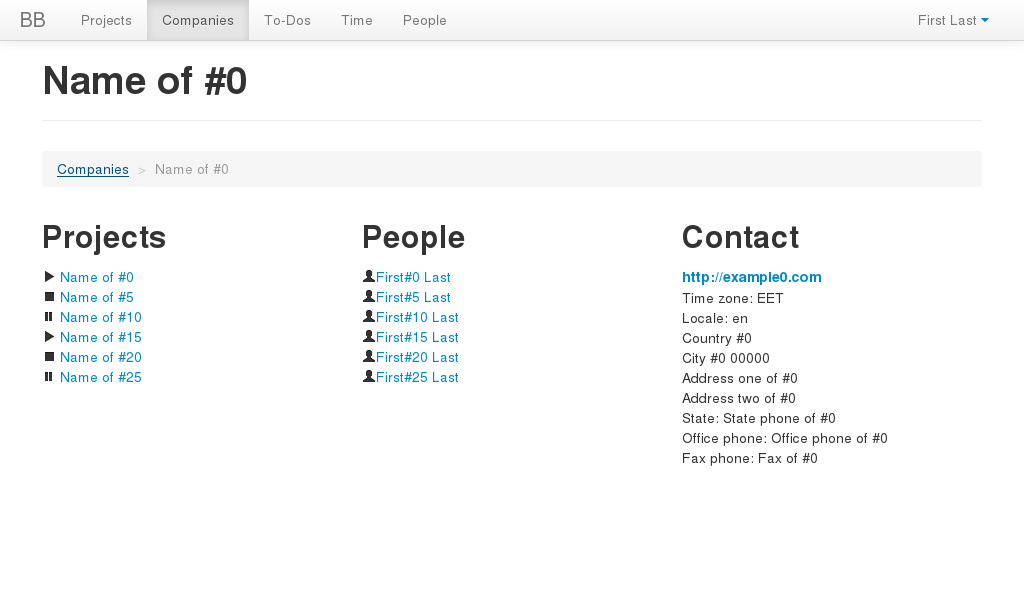 BB Projects Companies To-Dos Time People First Last
Name of #0
Companies > Name of #0
Projects
Name of #0
Name of #5
Name of #10
Name of #15
Name of #20
Name of #25
People
First#0 Last
First#5 Last
First#10 Last
First#15 Last
First#20 Last
First#25 Last
Contact
http://example0.com
Time zone: EET
Locale: en
Country #0
City #0 00000
Address one of #0
Address two of #0
State: State phone of #0
Office phone: Office phone of #0
Fax phone: Fax of #0